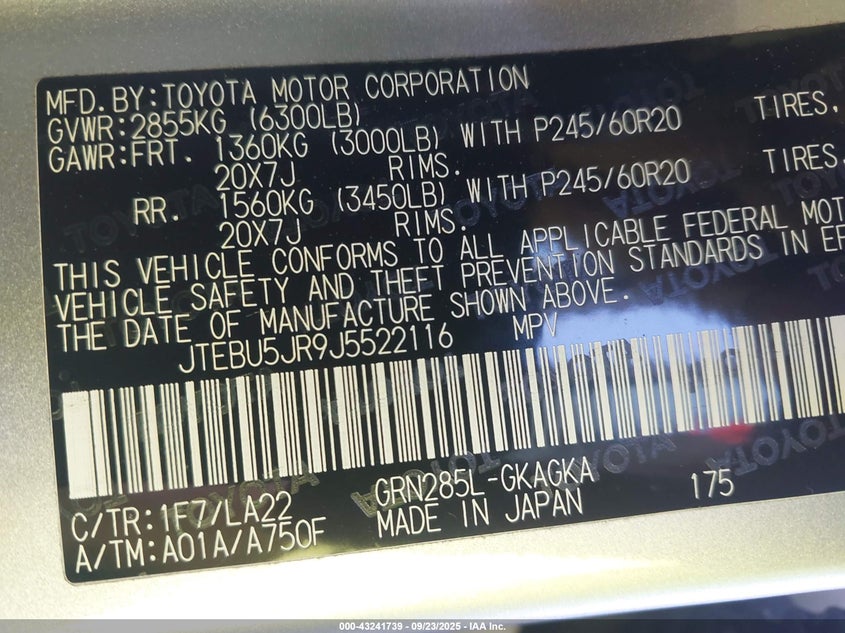 MFD.BY:TOYOTA MOTOR CORPORATION
GVWR:2855KG (6300LB)
GAWR:FRT. 1360KG (3000LB) WITH P245/60R20 TIRES,
20X7J RIMS.
RR. 1560KG (3450LB) WITH P245/60R20 TIRES,
20X7J RIMS.
THIS VEHICLE CONFORMS TO ALL APPLICABLE FEDERAL MOT
VEHICLE SAFETY AND THEFT PREVENTION STANDARDS IN EF
THE DATE OF MANUFACTURE SHOWN ABOVE.
JTEBU5JR9J5522116 MPV
C/TR:1F7/LA22 GRN285L-GKAGKA 175
A/TM:A01A/A750F MADE IN JAPAN
000-43241739 - 09/23/2025 - IAA Inc.